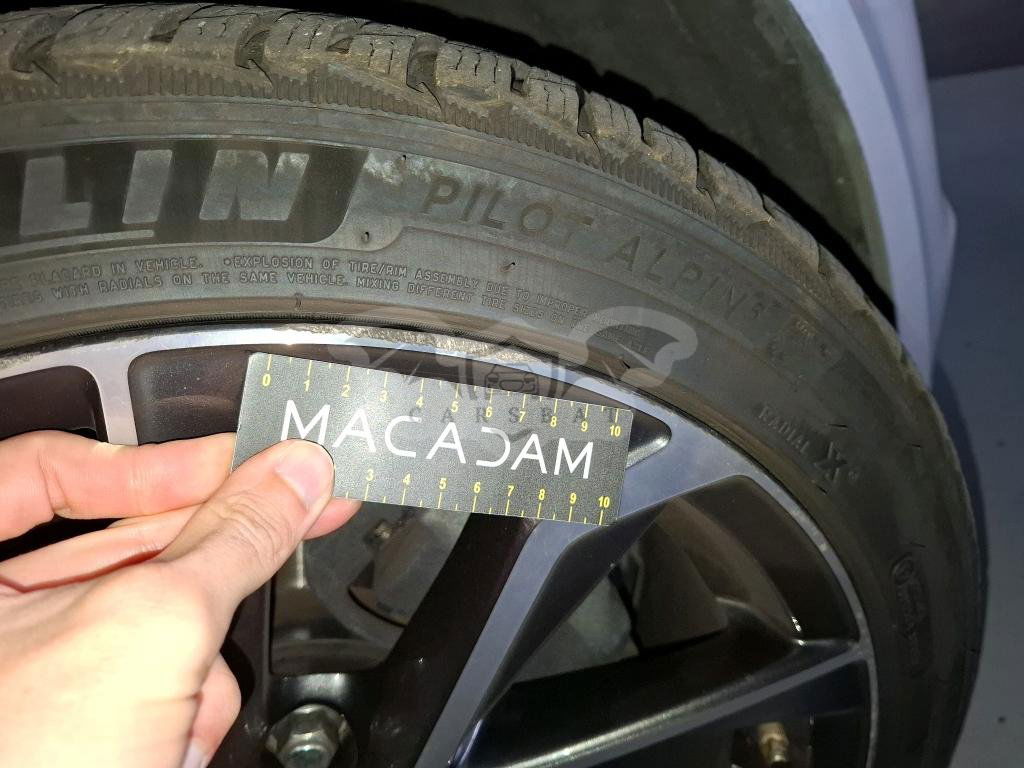 LIN
PILOT ALPIN
PLACARD IN VEHICLE. •EXPLOSION OF TIRE/RIM ASSEMBLY DUE TO IMPROPER
WITH RADIALS ON THE SAME VEHICLE. MIXING DIFFERENT TIRE
RADIAL X
0 1 2 3 4 5 6 7 8 9 10
CARSEAT
MACADAM
3 4 5 6 7 8 9 10